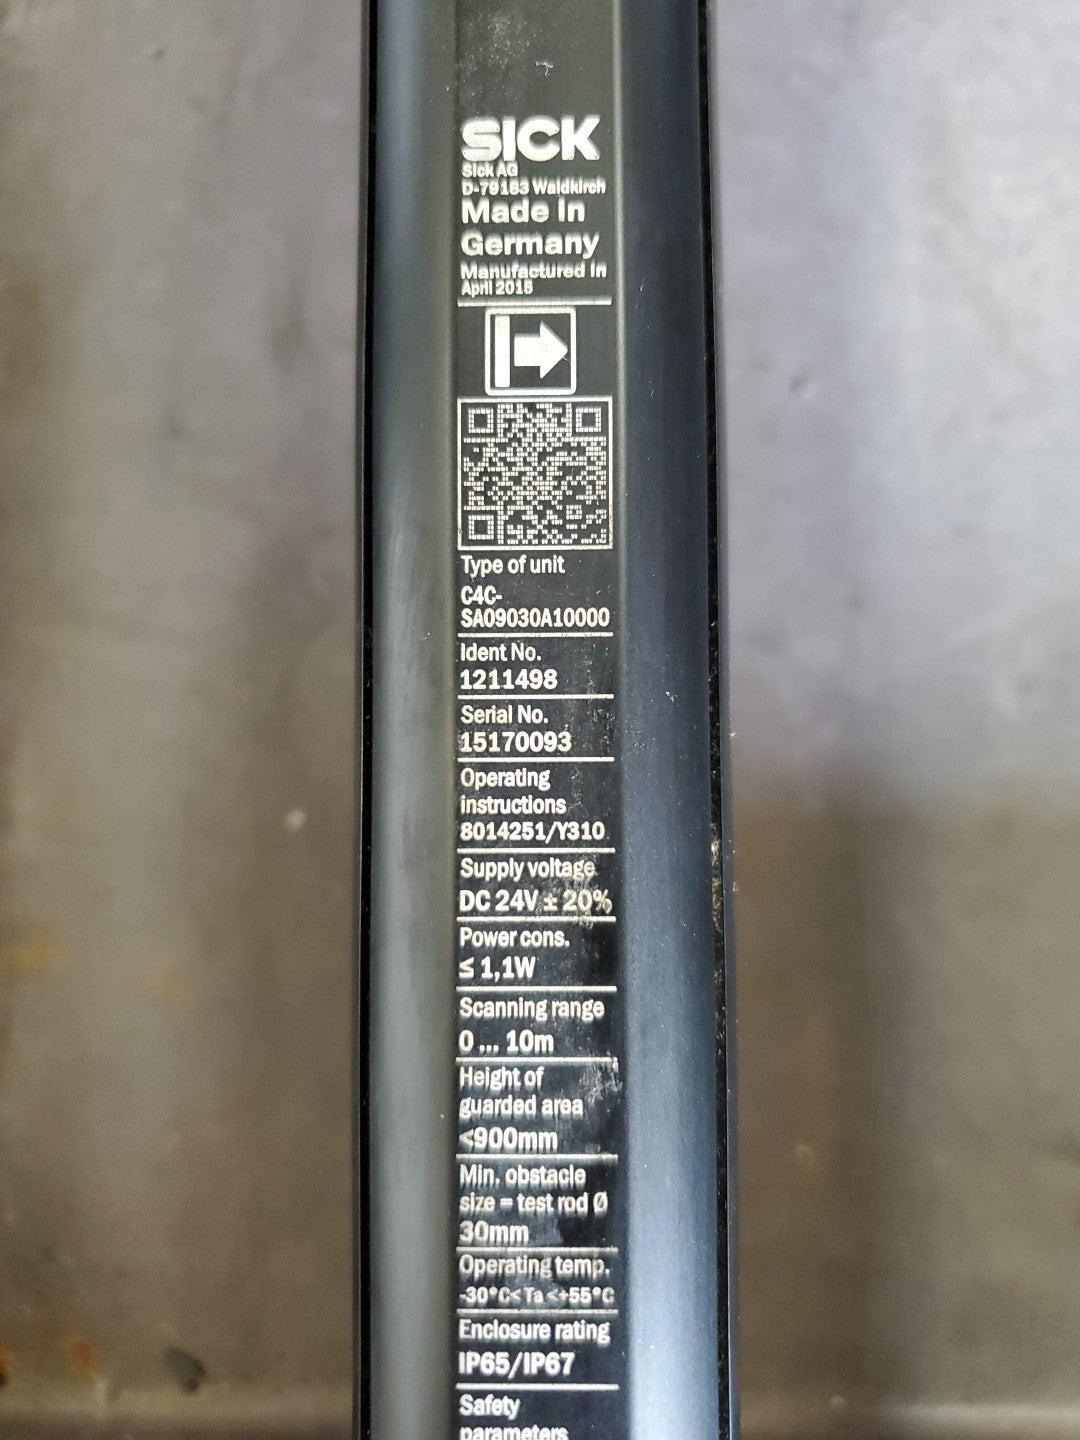 SICK
Sick AG
D-79183 Waldkirch
Made in
Germany
Manufactured in
April 2015
Type of unit
C4C-
SA09030A10000
Ident No.
1211498
Serial No.
15170093
Operating
instructions
8014251/Y310
Supply voltage
DC 24V ± 20%
Power cons.
≤ 1,1W
Scanning range
0 ... 10m
Height of
guarded area
<900mm
Min. obstacle
size = test rod Ø
30mm
Operating temp.
-30°C< Ta <+55°C
Enclosure rating
IP65/IP67
Safety
parameters